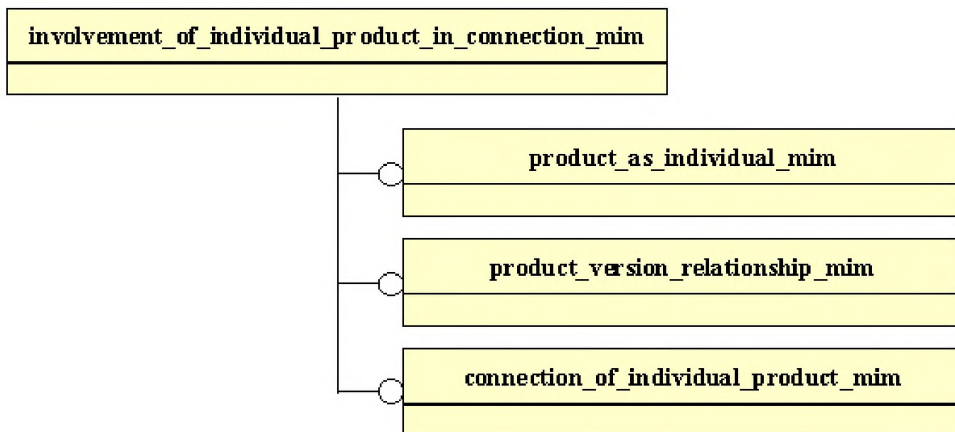 involvement_of_individual_product_in_connection_mim
product_as_individual_mim
product_version_relationship_mim
connection_of_individual_product_mim